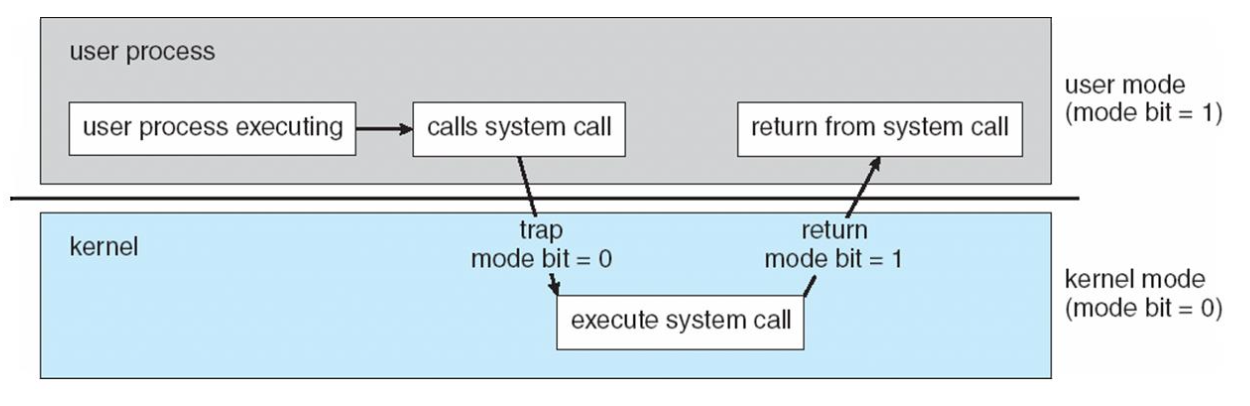 user process
user process executing
calls system call
return from system call
user mode
(mode bit = 1)
trap
mode bit = 0
return
mode bit = 1
kernel
execute system call
kernel mode
(mode bit = 0)